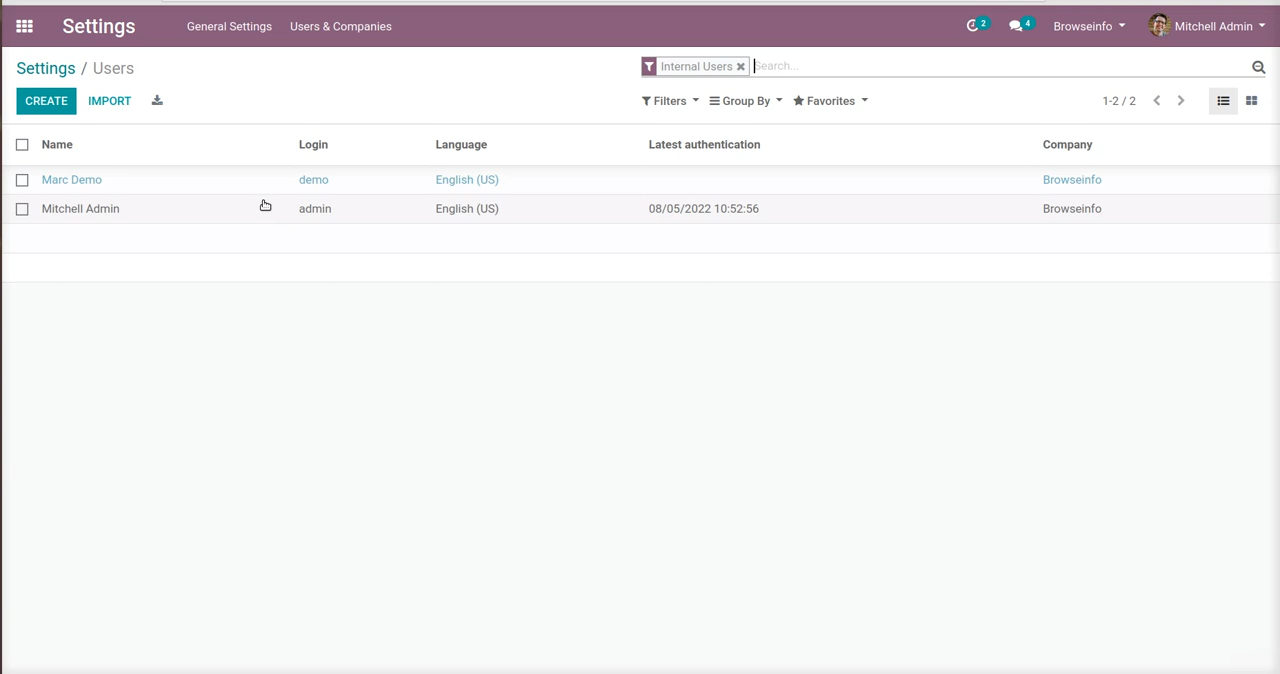 Settings General Settings Users & Companies 2 4 Browseinfo Mitchell Admin
Settings / Users Internal Users Search...
CREATE IMPORT Filters Group By Favorites 1-2 / 2
Name Login Language Latest authentication Company
Marc Demo demo English (US) Browseinfo
Mitchell Admin admin English (US) 08/05/2022 10:52:56 Browseinfo